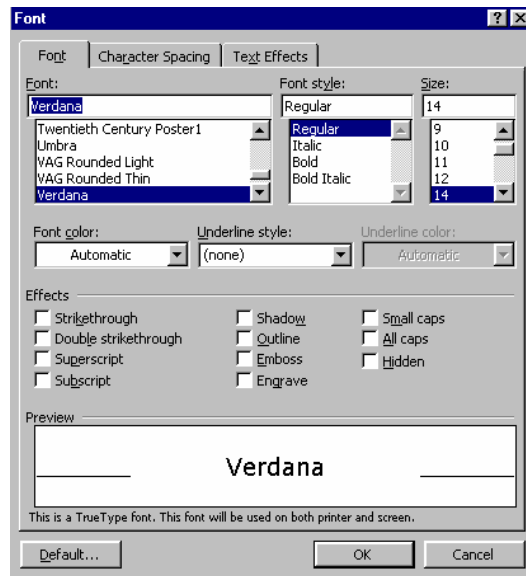 Font
Font Character Spacing Text Effects
Font: Font style: Size:
Verdana Regular 14
Twentieth Century Poster1 Regular 9
Umbra Italic 10
VAG Rounded Light Bold 11
VAG Rounded Thin Bold Italic 12
Verdana 14
Font color: Underline style: Underline color:
Automatic (none) Automatic
Effects
Strikethrough Shadow Small caps
Double strikethrough Outline All caps
Superscript Emboss Hidden
Subscript Engrave
Preview
Verdana
This is a TrueType font. This font will be used on both printer and screen.
Default... OK Cancel